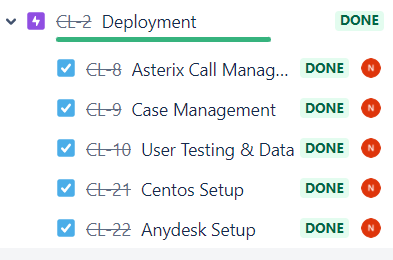 CL-2 Deployment DONE
CL-8 Asterix Call Manag... DONE N
CL-9 Case Management DONE N
CL-10 User Testing & Data DONE N
CL-21 Centos Setup DONE N
CL-22 Anydesk Setup DONE N